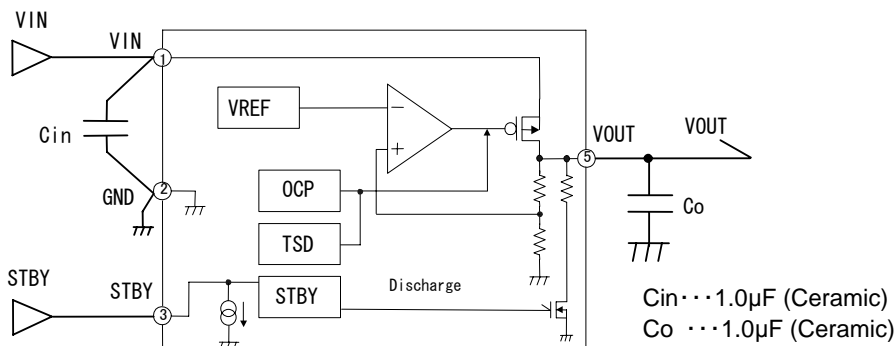 VIN
VIN
1
VREF
−
+
Cin
VOUT
VOUT
5
GND
2
OCP
Co
TSD
STBY
STBY
3
STBY
Discharge
Cin･･･1.0µF (Ceramic)
Co ･･･1.0µF (Ceramic)